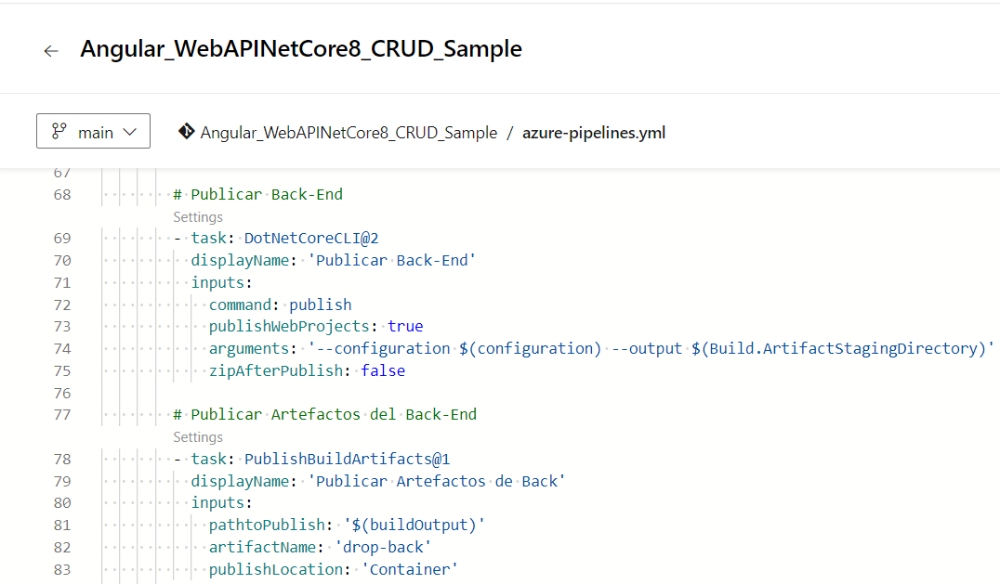 Angular_WebAPINetCore8_CRUD_Sample
main Angular_WebAPINetCore8_CRUD_Sample / azure-pipelines.yml
67
68 # Publicar Back-End
Settings
69 - task: DotNetCoreCLI@2
70 displayName: 'Publicar Back-End'
71 inputs:
72 command: publish
73 publishWebProjects: true
74 arguments: '--configuration $(configuration) --output $(Build.ArtifactStagingDirectory)'
75 zipAfterPublish: false
76
77 # Publicar Artefactos del Back-End
Settings
78 - task: PublishBuildArtifacts@1
79 displayName: 'Publicar Artefactos de Back'
80 inputs:
81 pathtoPublish: '$(buildOutput)'
82 artifactName: 'drop-back'
83 publishLocation: 'Container'